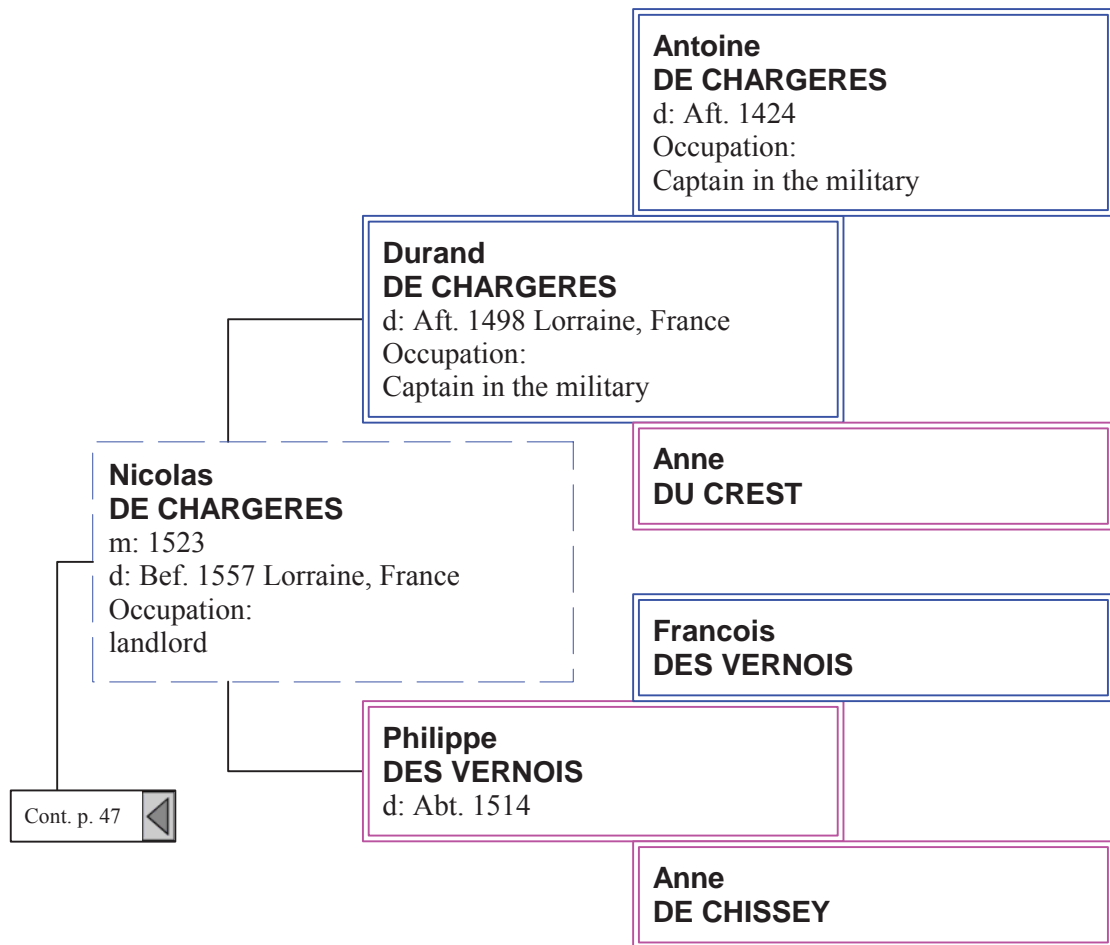 Antoine
DE CHARGERES
d: Aft. 1424
Occupation:
Captain in the military
Durand
DE CHARGERES
d: Aft. 1498 Lorraine, France
Occupation:
Captain in the military
Anne
DU CREST
Nicolas
DE CHARGERES
m: 1523
d: Bef. 1557 Lorraine, France
Occupation:
landlord
Francois
DES VERNOIS
Philippe
DES VERNOIS
d: Abt. 1514
Cont. p. 47
Anne
DE CHISSEY